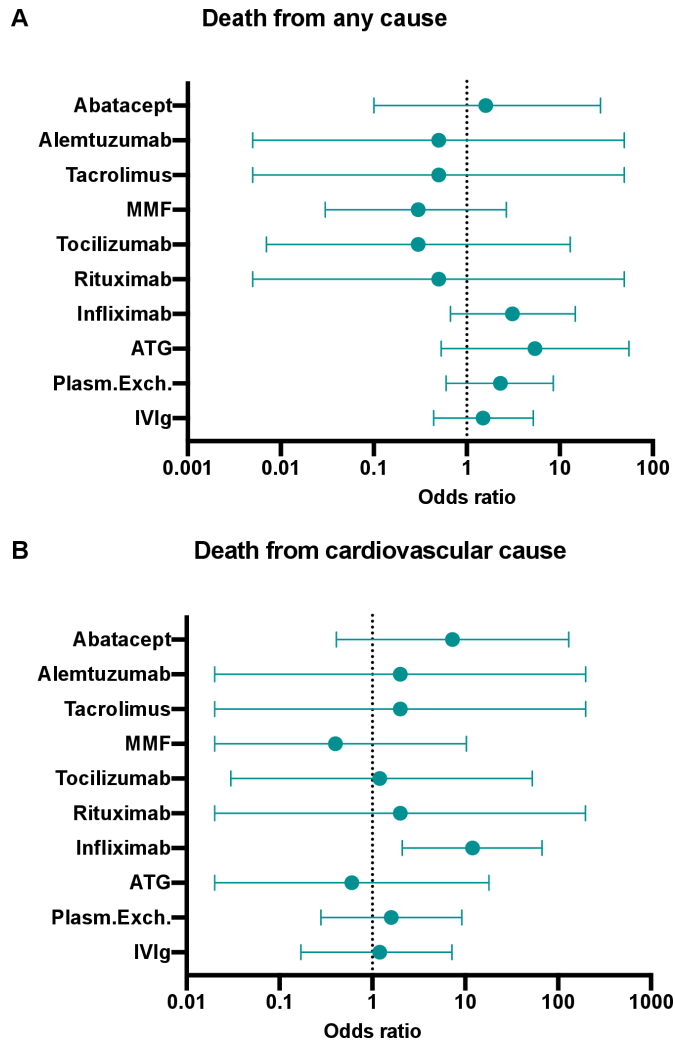 A
Death from any cause
Abatacept
Alemtuzumab
Tacrolimus
MMF
Tocilizumab
Rituximab
Infliximab
ATG
Plasm.Exch.
IVIg
0.001 0.01 0.1 1 10 100
Odds ratio
B
Death from cardiovascular cause
Abatacept
Alemtuzumab
Tacrolimus
MMF
Tocilizumab
Rituximab
Infliximab
ATG
Plasm.Exch.
IVIg
0.01 0.1 1 10 100 1000
Odds ratio